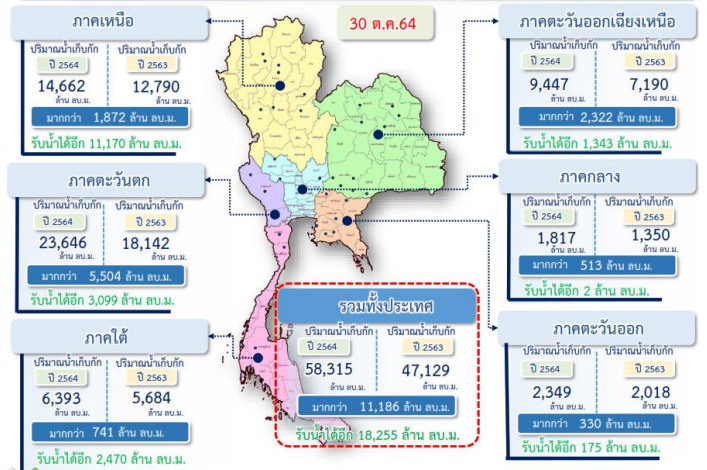 30 ต.ค.64
ภาคเหนือ
ปริมาณน้ำเก็บกัก ปริมาณน้ำเก็บกัก
ปี 2564 ปี 2563
14,662 12,790
ล้าน ลบ.ม. ล้าน ลบ.ม.
มากกว่า 1,872 ล้าน ลบ.ม.
รับน้ำได้อีก 11,170 ล้าน ลบ.ม.
ภาคตะวันออกเฉียงเหนือ
ปริมาณน้ำเก็บกัก ปริมาณน้ำเก็บกัก
ปี 2564 ปี 2563
9,447 7,190
ล้าน ลบ.ม. ล้าน ลบ.ม.
มากกว่า 2,322 ล้าน ลบ.ม.
รับน้ำได้อีก 1,343 ล้าน ลบ.ม.
ภาคตะวันตก
ปริมาณน้ำเก็บกัก ปริมาณน้ำเก็บกัก
ปี 2564 ปี 2563
23,646 18,142
ล้าน ลบ.ม. ล้าน ลบ.ม.
มากกว่า 5,504 ล้าน ลบ.ม.
รับน้ำได้อีก 3,099 ล้าน ลบ.ม.
ภาคกลาง
ปริมาณน้ำเก็บกัก ปริมาณน้ำเก็บกัก
ปี 2564 ปี 2563
1,817 1,350
ล้าน ลบ.ม. ล้าน ลบ.ม.
มากกว่า 513 ล้าน ลบ.ม.
รับน้ำได้อีก 2 ล้าน ลบ.ม.
ภาคใต้
ปริมาณน้ำเก็บกัก ปริมาณน้ำเก็บกัก
ปี 2564 ปี 2563
6,393 5,684
ล้าน ลบ.ม. ล้าน ลบ.ม.
มากกว่า 741 ล้าน ลบ.ม.
รับน้ำได้อีก 2,470 ล้าน ลบ.ม.
รวมทั้งประเทศ
ปริมาณน้ำเก็บกัก ปริมาณน้ำเก็บกัก
ปี 2564 ปี 2563
58,315 47,129
ล้าน ลบ.ม. ล้าน ลบ.ม.
มากกว่า 11,186 ล้าน ลบ.ม.
รับน้ำได้อีก 18,255 ล้าน ลบ.ม.
ภาคตะวันออก
ปริมาณน้ำเก็บกัก ปริมาณน้ำเก็บกัก
ปี 2564 ปี 2563
2,349 2,018
ล้าน ลบ.ม. ล้าน ลบ.ม.
มากกว่า 330 ล้าน ลบ.ม.
รับน้ำได้อีก 175 ล้าน ลบ.ม.